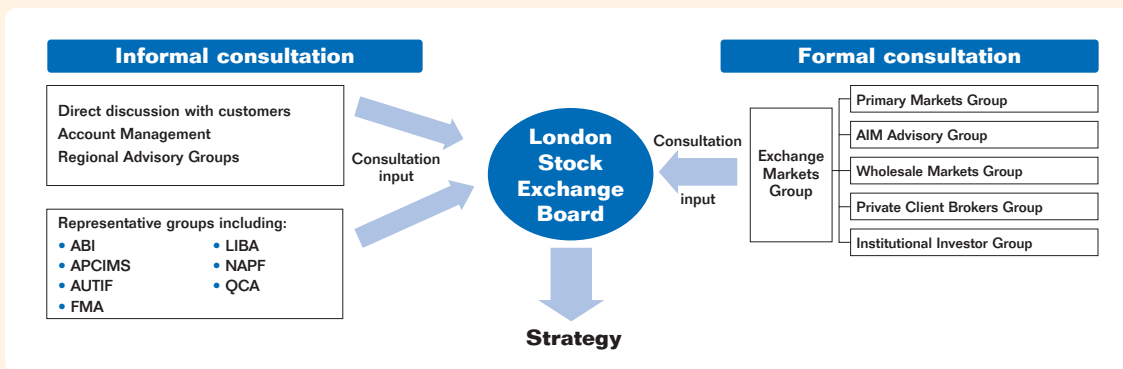 Informal consultation
Direct discussion with customers
Account Management
Regional Advisory Groups
Representative groups including:
• ABI
• APCIMS
• AUTIF
• FMA
• LIBA
• NAPF
• QCA
Consultation
input
London
Stock
Exchange
Board
Strategy
Formal consultation
Consultation
input
Exchange
Markets
Group
Primary Markets Group
AIM Advisory Group
Wholesale Markets Group
Private Client Brokers Group
Institutional Investor Group